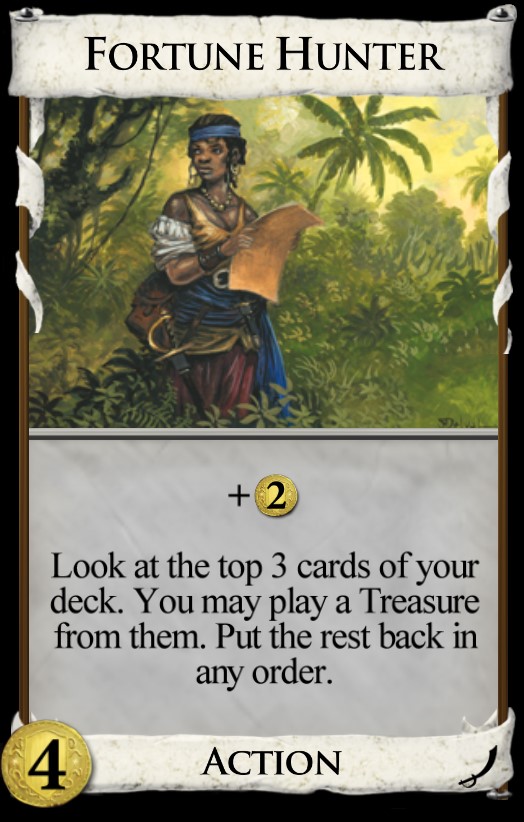 Fortune Hunter
+2
Look at the top 3 cards of your
deck. You may play a Treasure
from them. Put the rest back in
any order.
4 Action